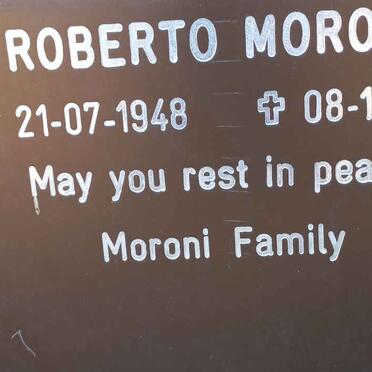 ROBERTO MORO
21-07-1948 ✝ 08-1
May you rest in pea
Moroni Family